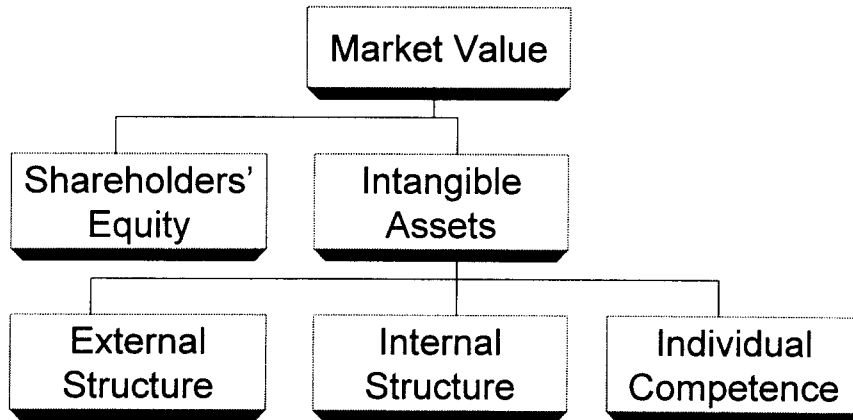 Market Value
Shareholders’
Equity
Intangible
Assets
External
Structure
Internal
Structure
Individual
Competence